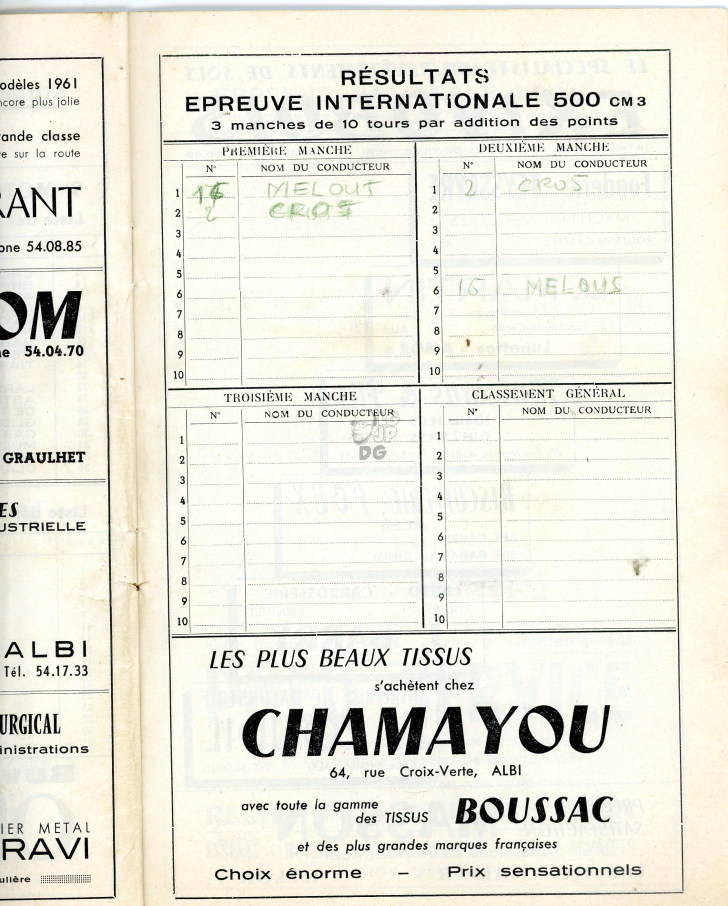 odèles 1961
ncore plus jolie
rande classe
e sur la route
RANT
one 54.08.85
OM
ne 54.04.70
GRAULHET
ES
USTRIELLE
ALBI
Tél. 54.17.33
URGICAL
inistrations
IER METAL
RAVI
ulière
RÉSULTATS
EPREUVE INTERNATIONALE 500 CM3
3 manches de 10 tours par addition des points
PREMIÈRE MANCHE
N° NOM DU CONDUCTEUR
1 16 MELOUT
2 2 CROS
3
4
5
6
7
8
9
10
DEUXIÈME MANCHE
N° NOM DU CONDUCTEUR
1 2 CROS
2
3
4
5
6 16 MELOUS
7
8
9
10
TROISIÈME MANCHE
N° NOM DU CONDUCTEUR
1
2
3
4
5
6
7
8
9
10
CLASSEMENT GÉNÉRAL
N° NOM DU CONDUCTEUR
1
2
3
4
5
6
7
8
9
10
LG
JP
DG
LES PLUS BEAUX TISSUS
s'achètent chez
CHAMAYOU
64, rue Croix-Verte, ALBI
avec toute la gamme
des TISSUS BOUSSAC
et des plus grandes marques françaises
Choix énorme – Prix sensationnels